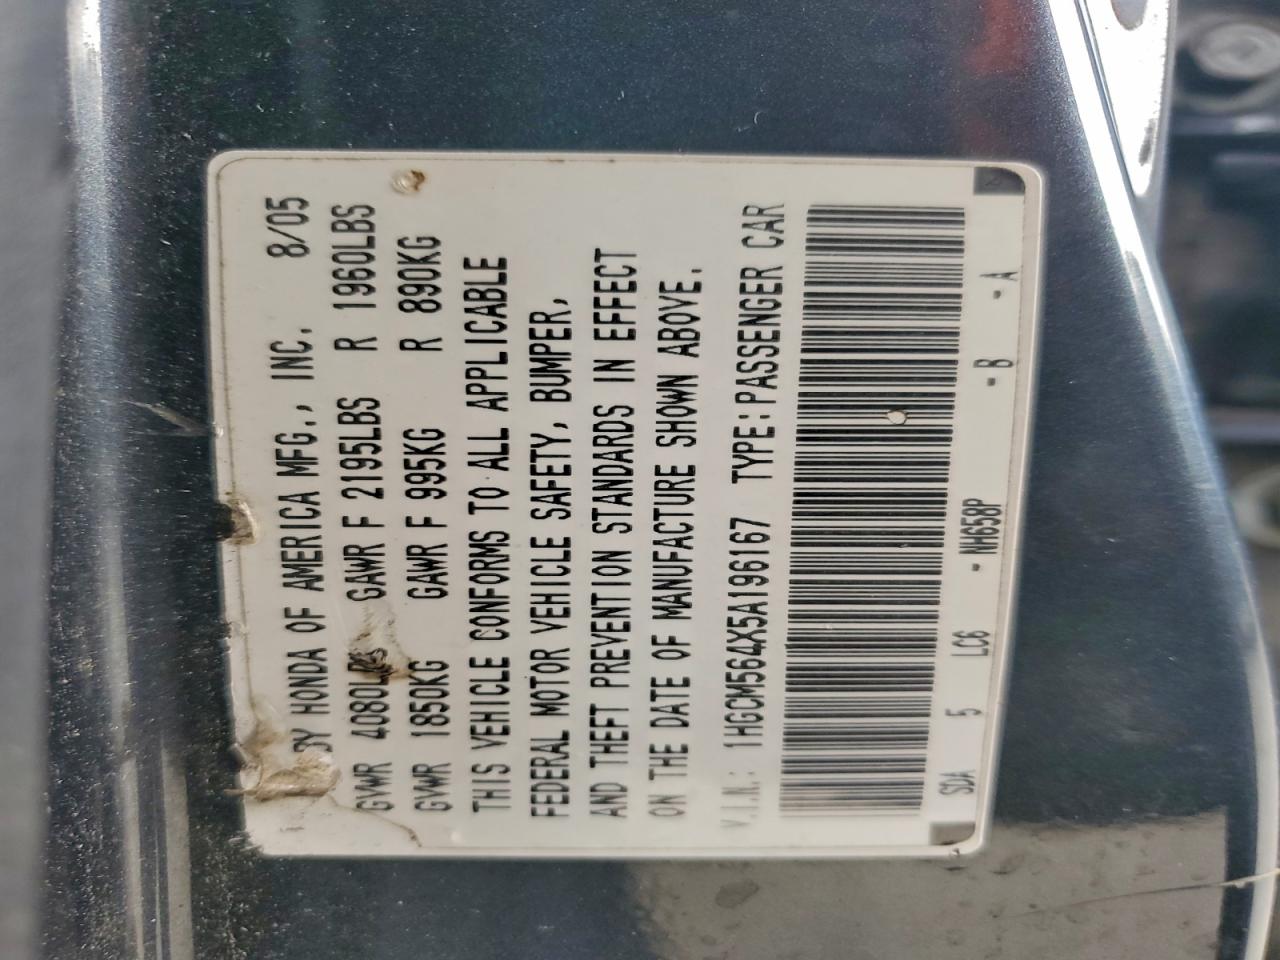 BY HONDA OF AMERICA MFG., INC. 8/05
GVWR 4080LBS GAWR F 2195LBS R 1960LBS
GVWR 1850KG GAWR F 995KG R 890KG
THIS VEHICLE CONFORMS TO ALL APPLICABLE
FEDERAL MOTOR VEHICLE SAFETY, BUMPER,
AND THEFT PREVENTION STANDARDS IN EFFECT
ON THE DATE OF MANUFACTURE SHOWN ABOVE.
V.I.N.: 1HGCM564X5A196167 TYPE:PASSENGER CAR
SDA 5 LC6 -NH658P -B -A